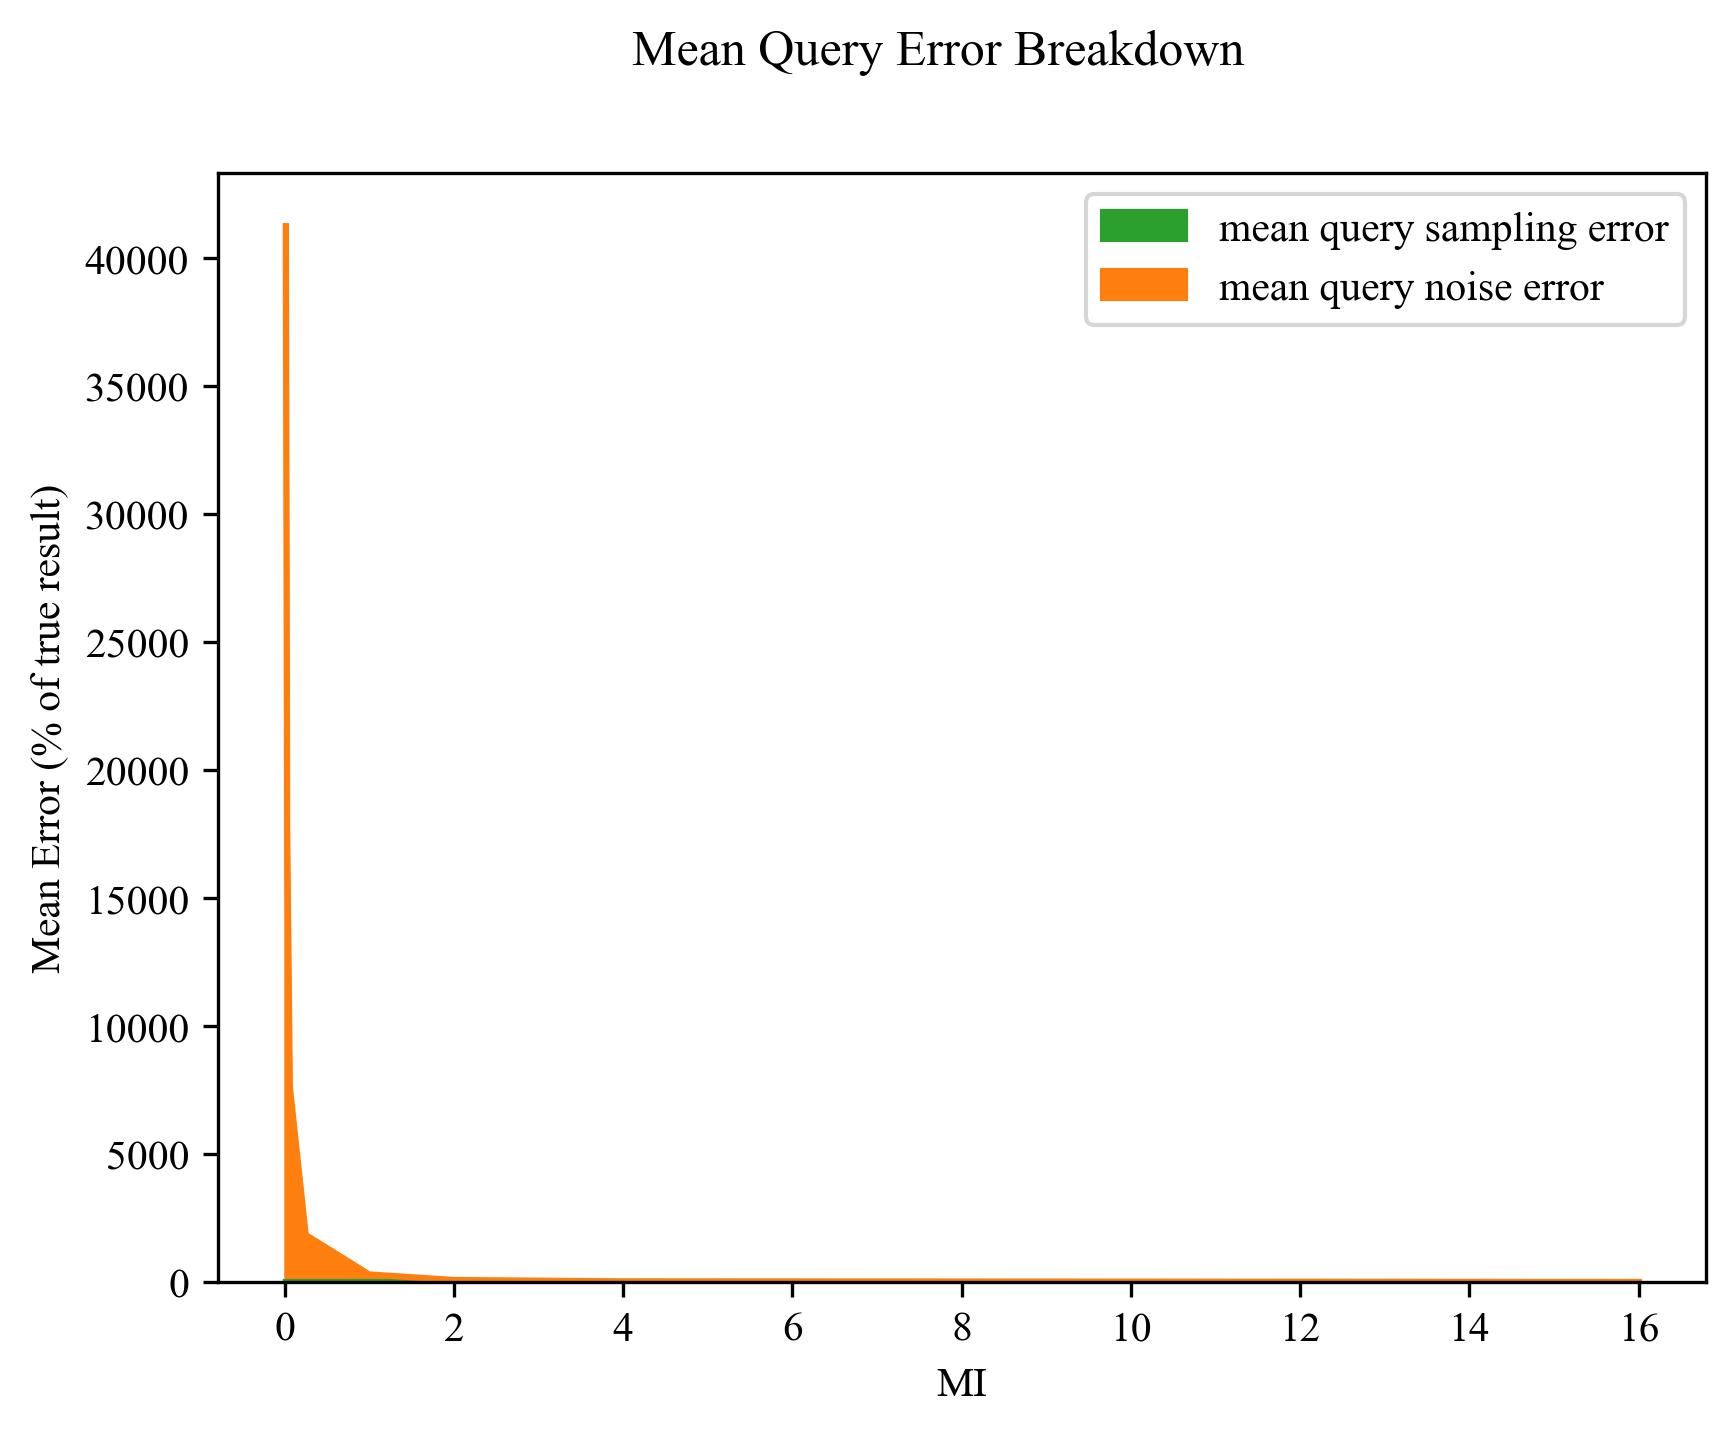 Mean Query Error Breakdown
mean query sampling error
mean query noise error
Mean Error (% of true result)
40000
35000
30000
25000
20000
15000
10000
5000
0
0 2 4 6 8 10 12 14 16
MI